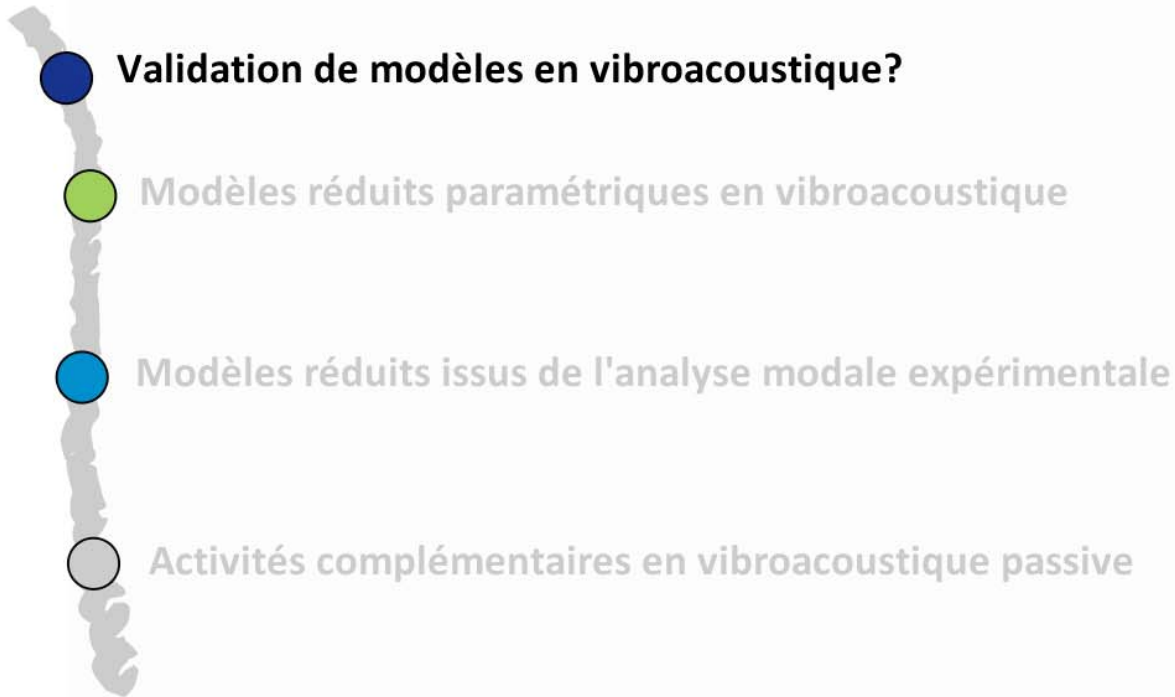 Validation de modèles en vibroacoustique?
Modèles réduits paramétriques en vibroacoustique
Modèles réduits issus de l'analyse modale expérimentale
Activités complémentaires en vibroacoustique passive